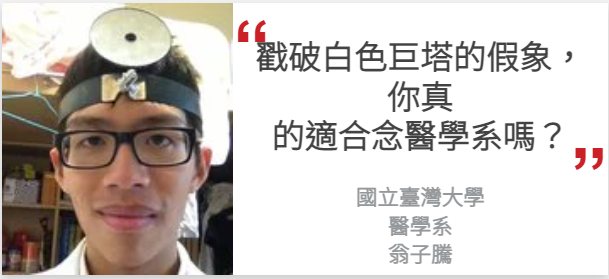 “戳破白色巨塔的假象，
你真
的適合念醫學系嗎？”
國立臺灣大學
醫學系
翁子騰